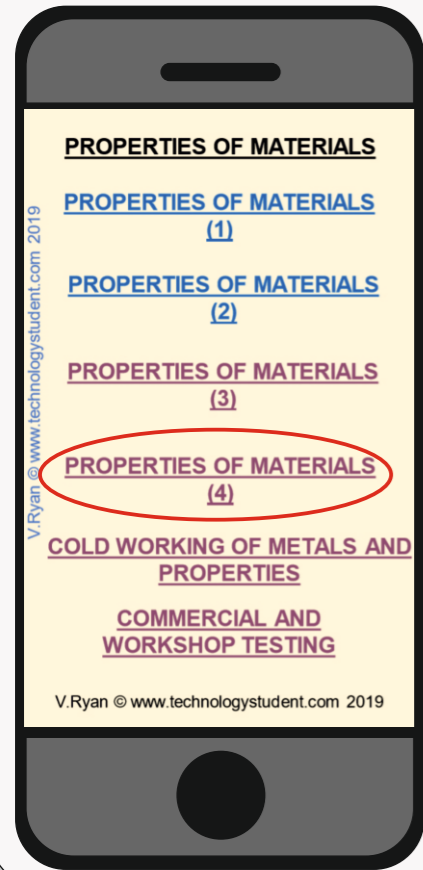 PROPERTIES OF MATERIALS
PROPERTIES OF MATERIALS
(1)
PROPERTIES OF MATERIALS
(2)
PROPERTIES OF MATERIALS
(3)
PROPERTIES OF MATERIALS
(4)
COLD WORKING OF METALS AND
PROPERTIES
COMMERCIAL AND
WORKSHOP TESTING
V.Ryan © www.technologystudent.com 2019
V.Ryan © www.technologystudent.com 2019